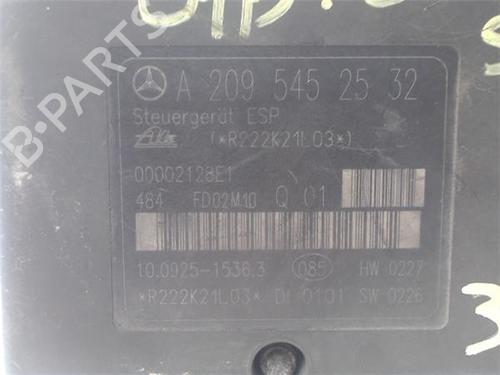 A 209 545 25 32
Steuergerät ESP
Ate (*R222K21L03*)
00002128E1
484 FD02M10 Q 01
10.0925-1536.3 085 HW 0227
*R222K21L03* DI 0101 SW 0226
3